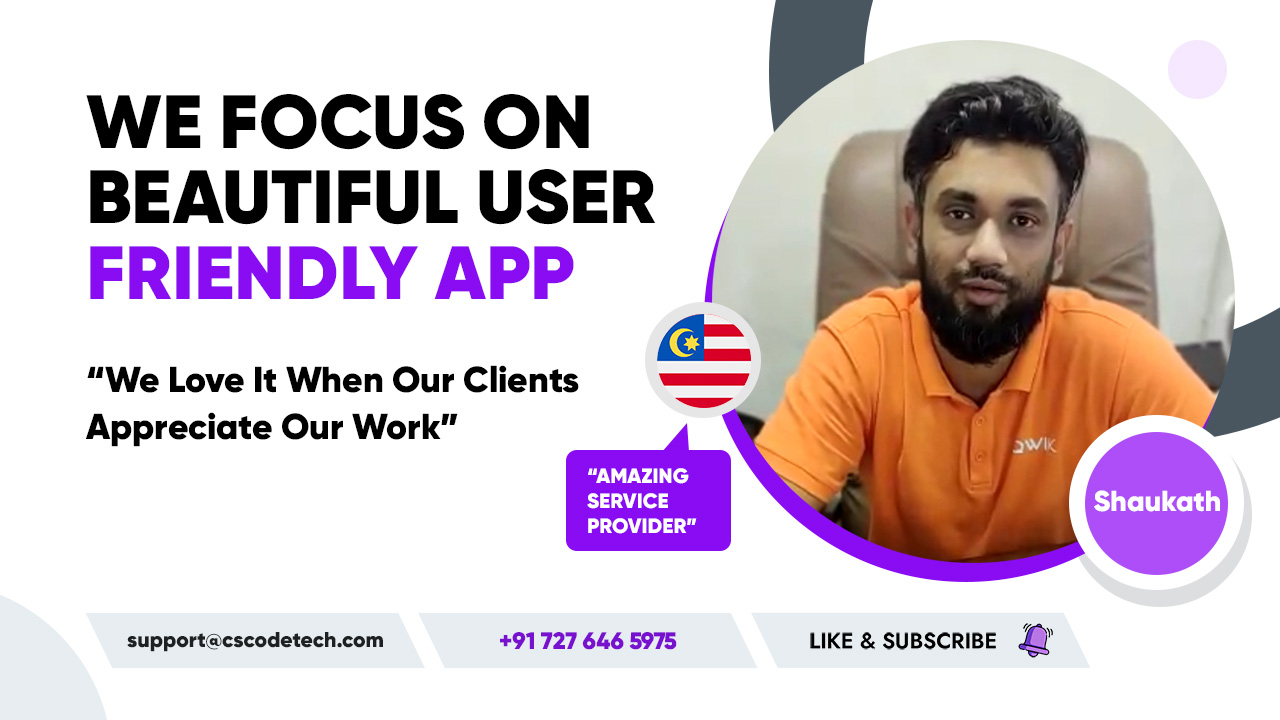 WE FOCUS ON
BEAUTIFUL USER
FRIENDLY APP
“We Love It When Our Clients
Appreciate Our Work”
“AMAZING
SERVICE
PROVIDER”
QWIK
Shaukath
support@cscodetech.com
+91 727 646 5975
LIKE & SUBSCRIBE